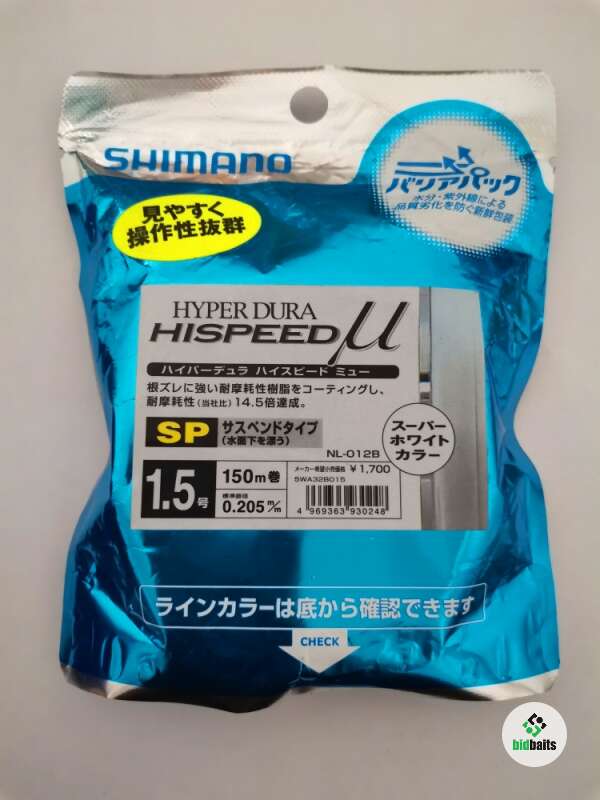 SHIMANO
バリアパック
水分・紫外線による
品質劣化を防ぐ新鮮包装
見やすく
操作性抜群
HYPER DURA
HISPEED μ
ハイパーデュラ ハイスピード ミュー
根ズレに強い耐摩耗性樹脂をコーティングし、
耐摩耗性(当社比)14.5倍達成。
SP サスペンドタイプ
(水面下を漂う)
スーパー
ホワイト
カラー
NL-012B
1.5号
150m巻
標準直径
0.205m/m
メーカー希望小売価格 ¥1,700
5WA32B015
4 969363 930248
ラインカラーは底から確認できます
CHECK
bidbaits